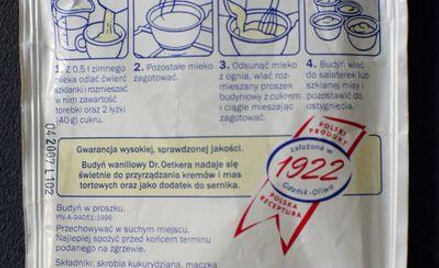 1. Z 0,5 l zimnego
mleka odlać ćwierć
szklanki i rozmieszać
w nim zawartość
torebki oraz 2 łyżki
(40 g) cukru.
2. Pozostałe mleko
zagotować.
3. Odsunąć mleko
z ognia, wlać roz-
mieszany proszek
budyniowy z cukrem
i ciągle mieszając
zagotować.
4. Budyń wlać
do salaterek lub
szklanej misy i
pozostawić do
ostygnięcia.
04 2007 L 102
Gwarancja wysokiej, sprawdzonej jakości.
Budyń waniliowy Dr. Oetkera nadaje się
świetnie do przyrządzania kremów i mas
tortowych oraz jako dodatek do sernika.
POLSKI
PRODUKT
założone w
1922
Gdańsk-Oliwa
POLSKA
RECEPTURA
Budyń w proszku.
PN-A-94051:1996
Przechowywać w suchym miejscu.
Najlepiej spożyć przed końcem terminu
podanego na zgrzewie.
Składniki: skrobia kukurydziana, mączka